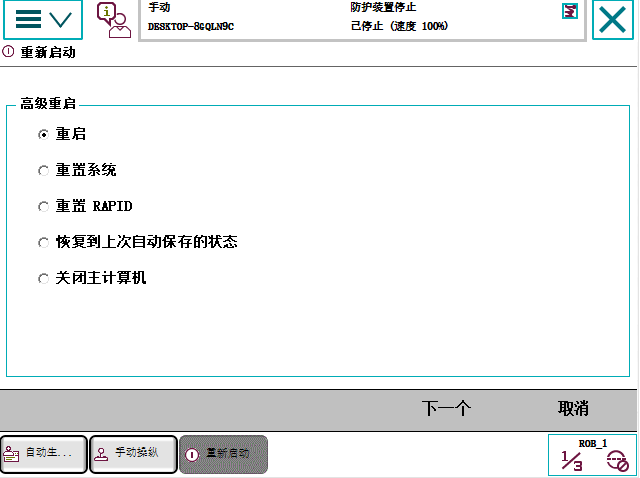 手动
防护装置停止
DESKTOP-8GQLN9C
已停止 (速度 100%)
重新启动
高级重启
重启
重置系统
重置 RAPID
恢复到上次自动保存的状态
关闭主计算机
下一个
取消
自动生...
手动操纵
重新启动
ROB_1
1/3